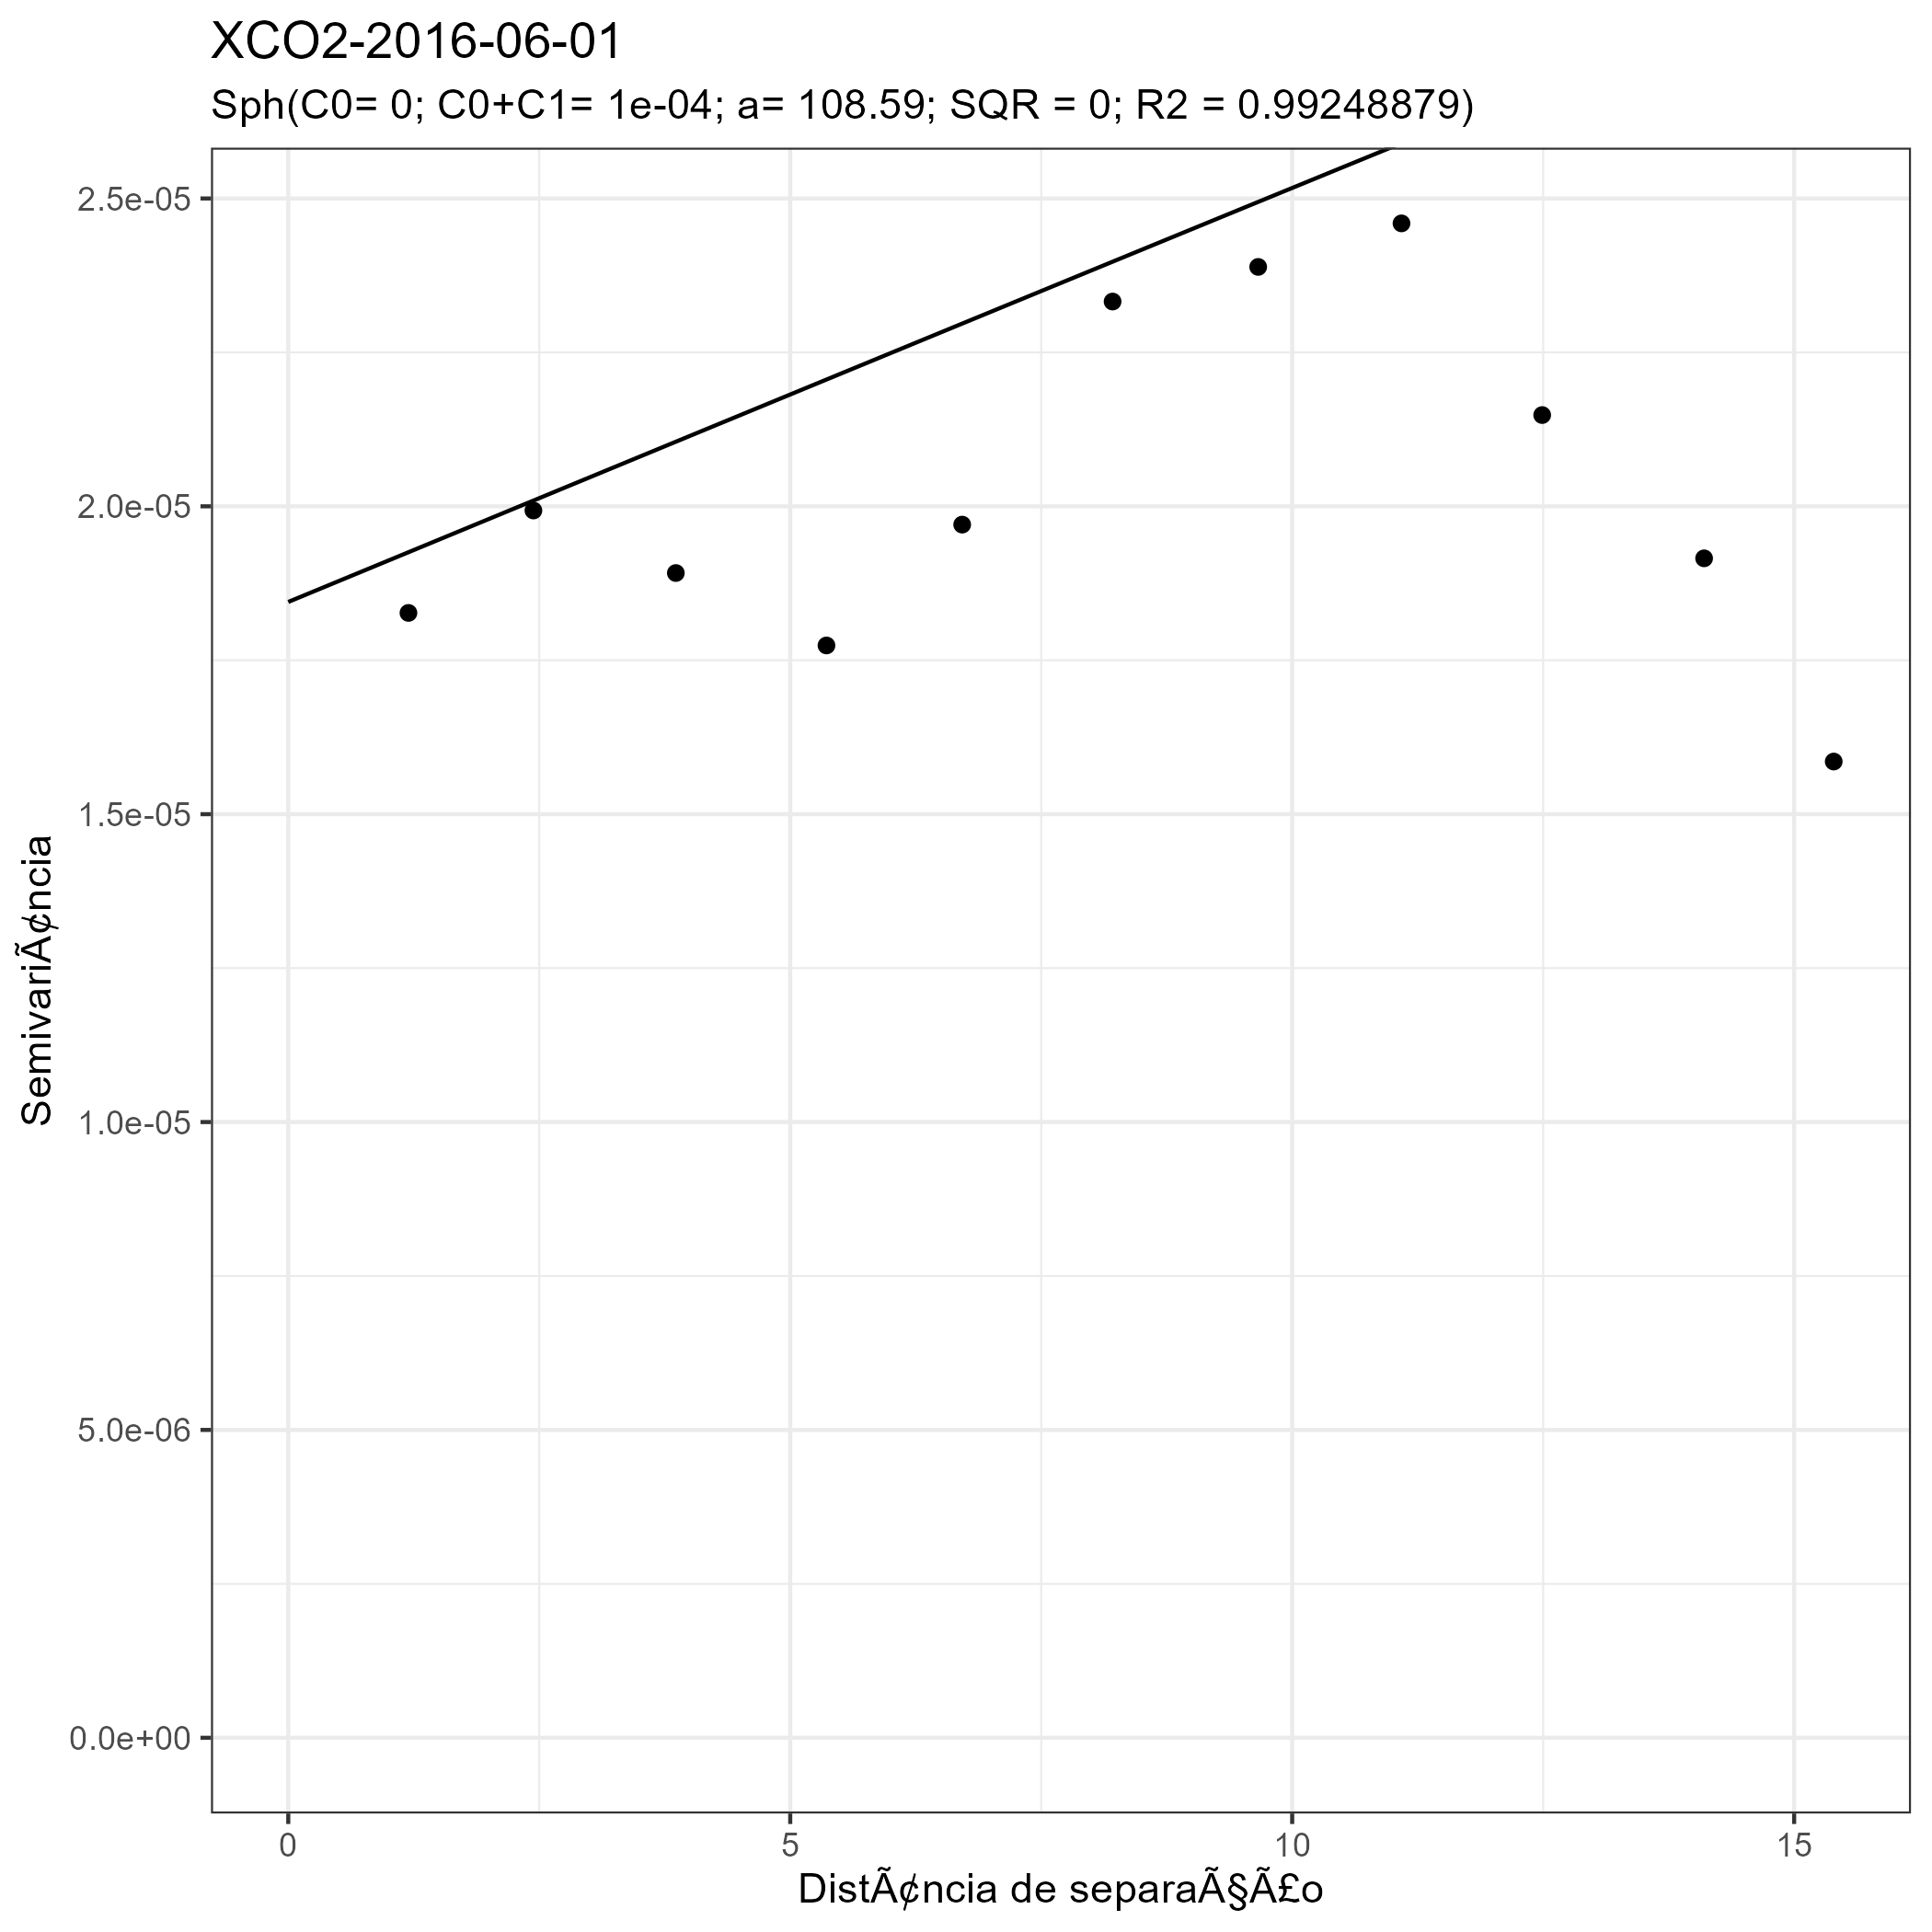 XCO2-2016-06-01
Sph(C0= 0; C0+C1= 1e-04; a= 108.59; SQR = 0; R2 = 0.99248879)
SemivariÃ¢ncia
2.5e-05
2.0e-05
1.5e-05
1.0e-05
5.0e-06
0.0e+00
0 5 10 15
DistÃ¢ncia de separaÃ§Ã£o